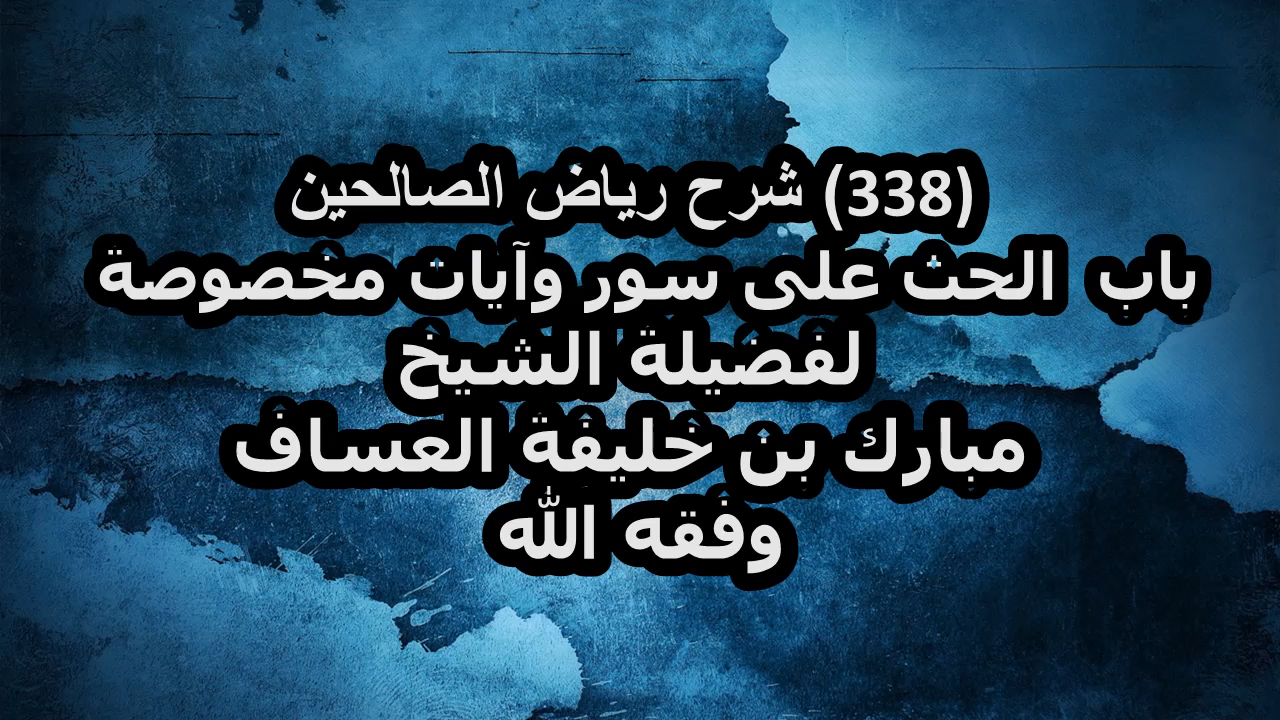 (338) شرح رياض الصالحين
باب الحث على سور وآيات مخصوصة
لفضيلة الشيخ
مبارك بن خليفة العساف
وفقه الله